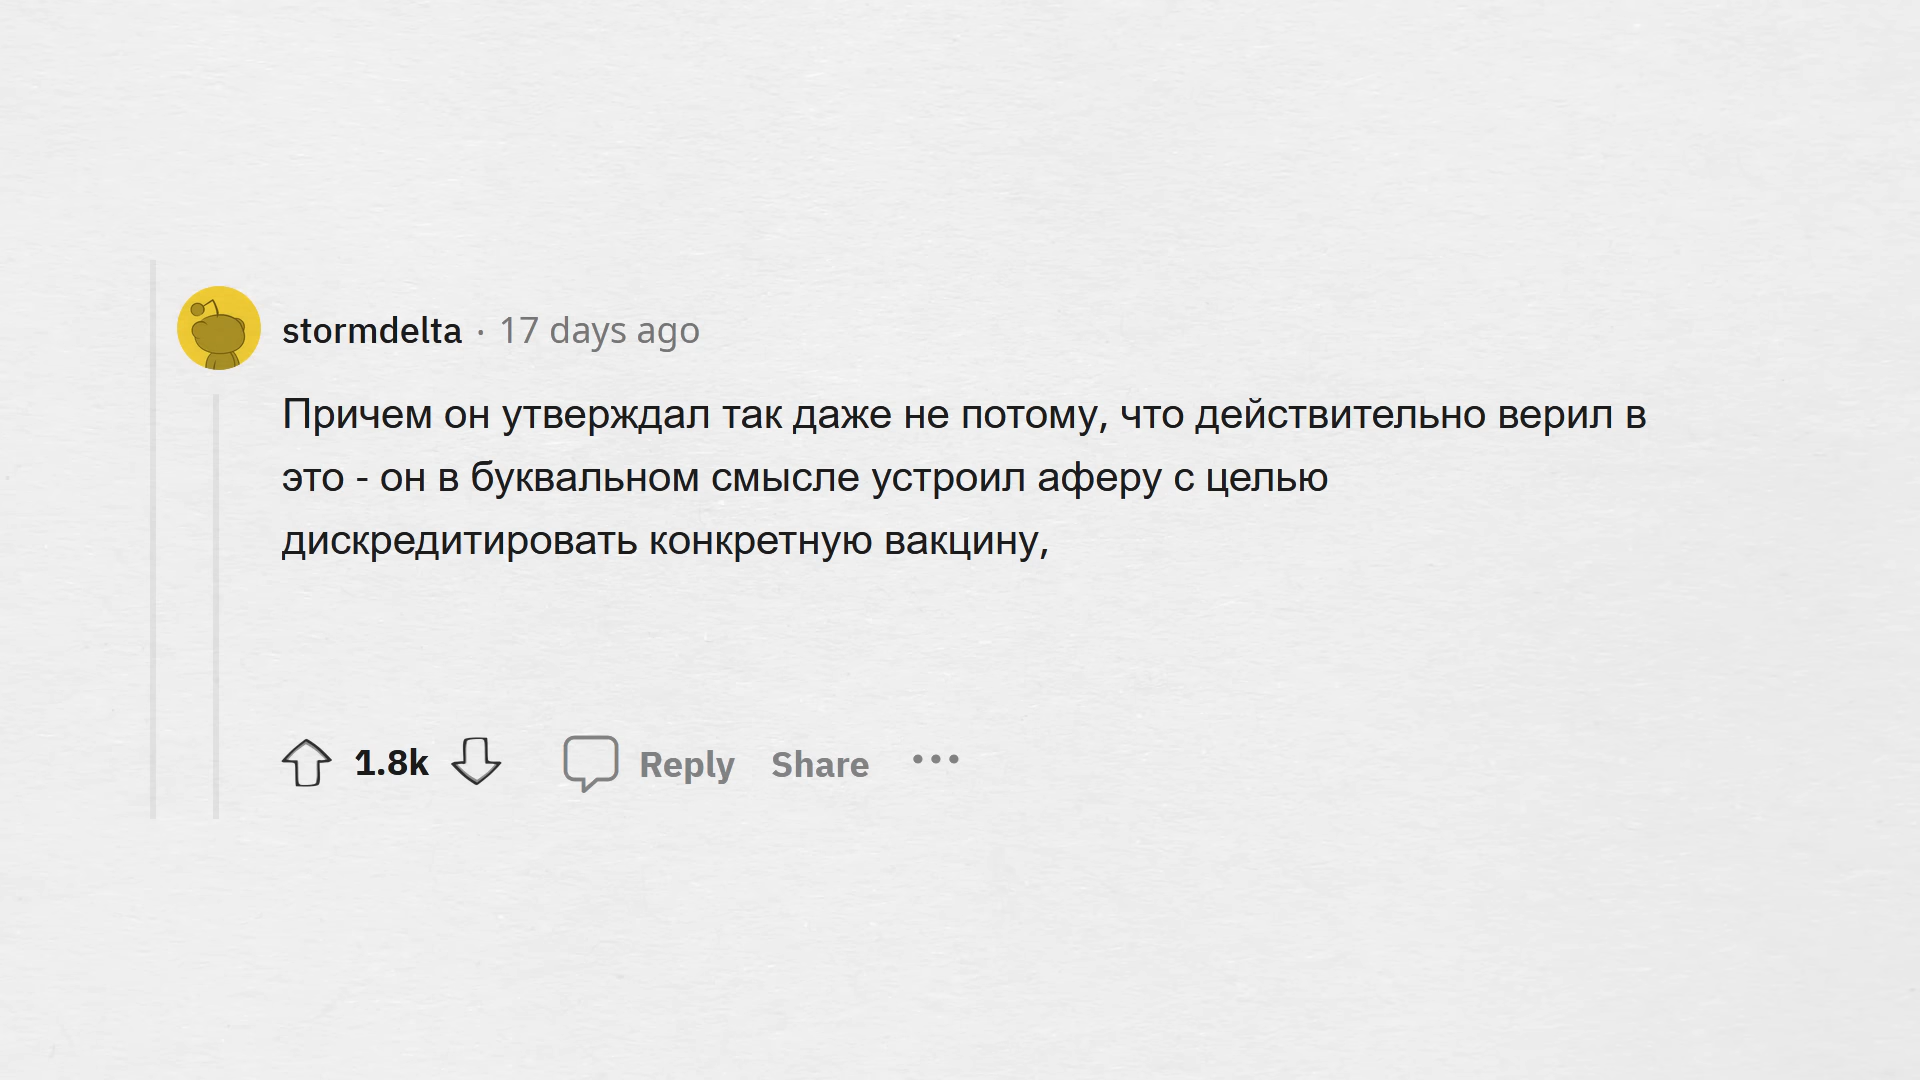 stormdelta · 17 days ago
Причем он утверждал так даже не потому, что действительно верил в
это - он в буквальном смысле устроил аферу с целью
дискредитировать конкретную вакцину,
1.8k Reply Share ···